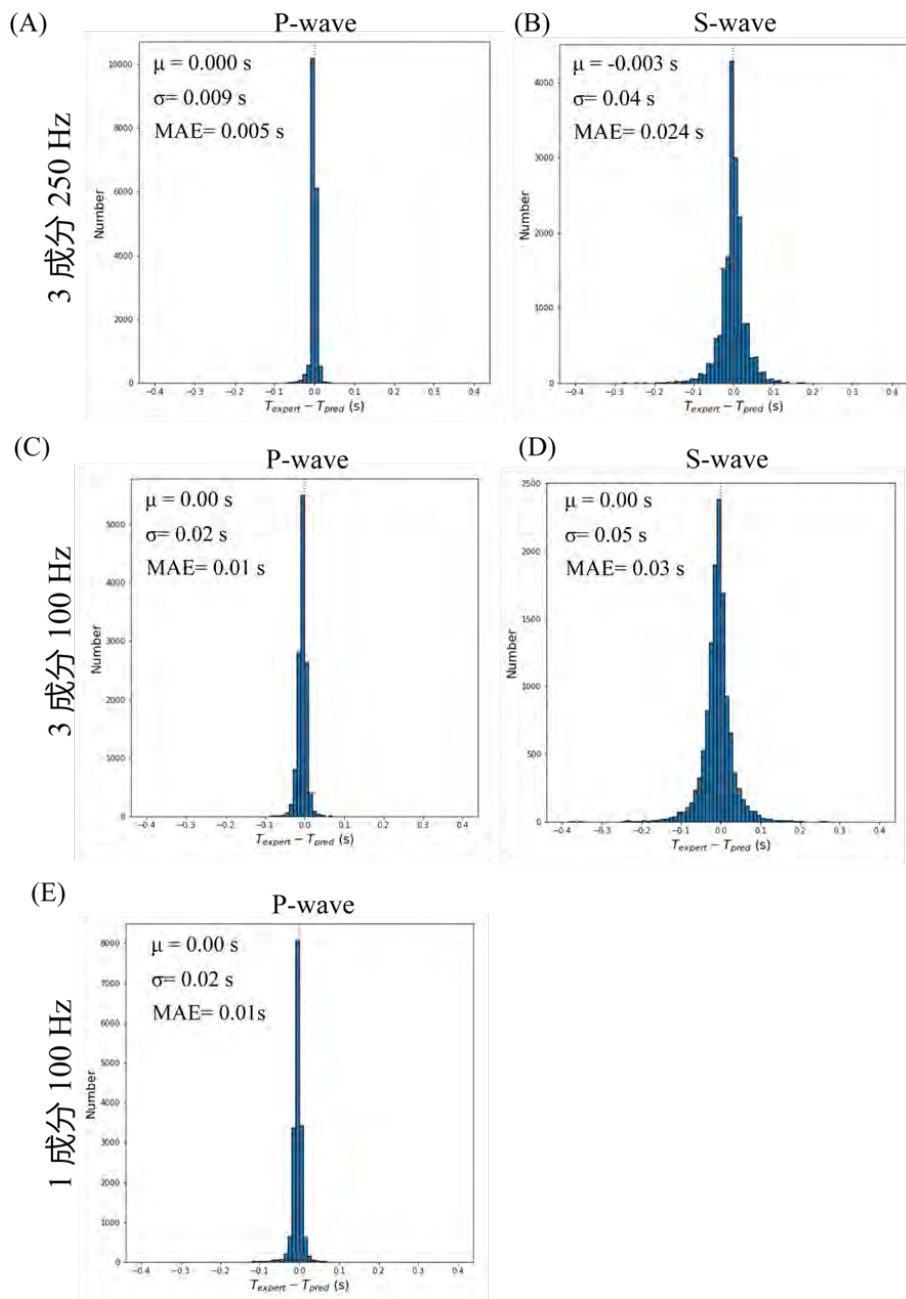 (A)
P-wave
μ = 0.000 s
σ= 0.009 s
MAE= 0.005 s
10000
8000
6000
4000
2000
0
Number
−0.4 −0.3 −0.2 −0.1 0.0 0.1 0.2 0.3 0.4
T_expert − T_pred (s)
(B)
S-wave
μ = -0.003 s
σ= 0.04 s
MAE= 0.024 s
4000
3000
2000
1000
0
Number
−0.4 −0.3 −0.2 −0.1 0.0 0.1 0.2 0.3 0.4
T_expert − T_pred (s)
3 成分 250 Hz
(C)
P-wave
μ = 0.00 s
σ= 0.02 s
MAE= 0.01 s
5000
4000
3000
2000
1000
0
Number
−0.4 −0.3 −0.2 −0.1 0.0 0.1 0.2 0.3 0.4
T_expert − T_pred (s)
(D)
S-wave
μ = 0.00 s
σ= 0.05 s
MAE= 0.03 s
2500
2000
1500
1000
500
0
Number
−0.4 −0.3 −0.2 −0.1 0.0 0.1 0.2 0.3 0.4
T_expert − T_pred (s)
3 成分 100 Hz
(E)
P-wave
μ = 0.00 s
σ= 0.02 s
MAE= 0.01s
8000
7000
6000
5000
4000
3000
2000
1000
0
Number
−0.4 −0.3 −0.2 −0.1 0.0 0.1 0.2 0.3 0.4
T_expert − T_pred (s)
1 成分 100 Hz